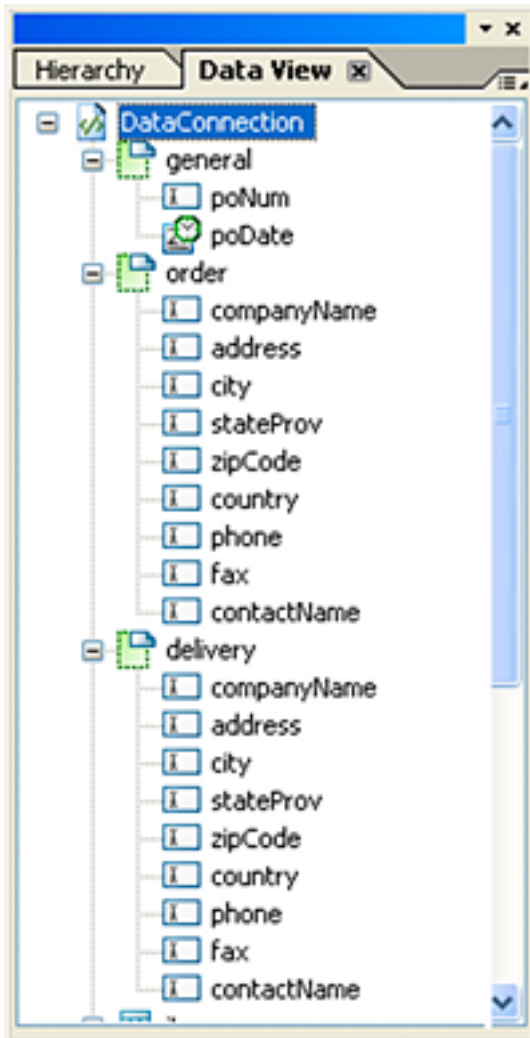 Hierarchy Data View
DataConnection
general
poNum
poDate
order
companyName
address
city
stateProv
zipCode
country
phone
fax
contactName
delivery
companyName
address
city
stateProv
zipCode
country
phone
fax
contactName